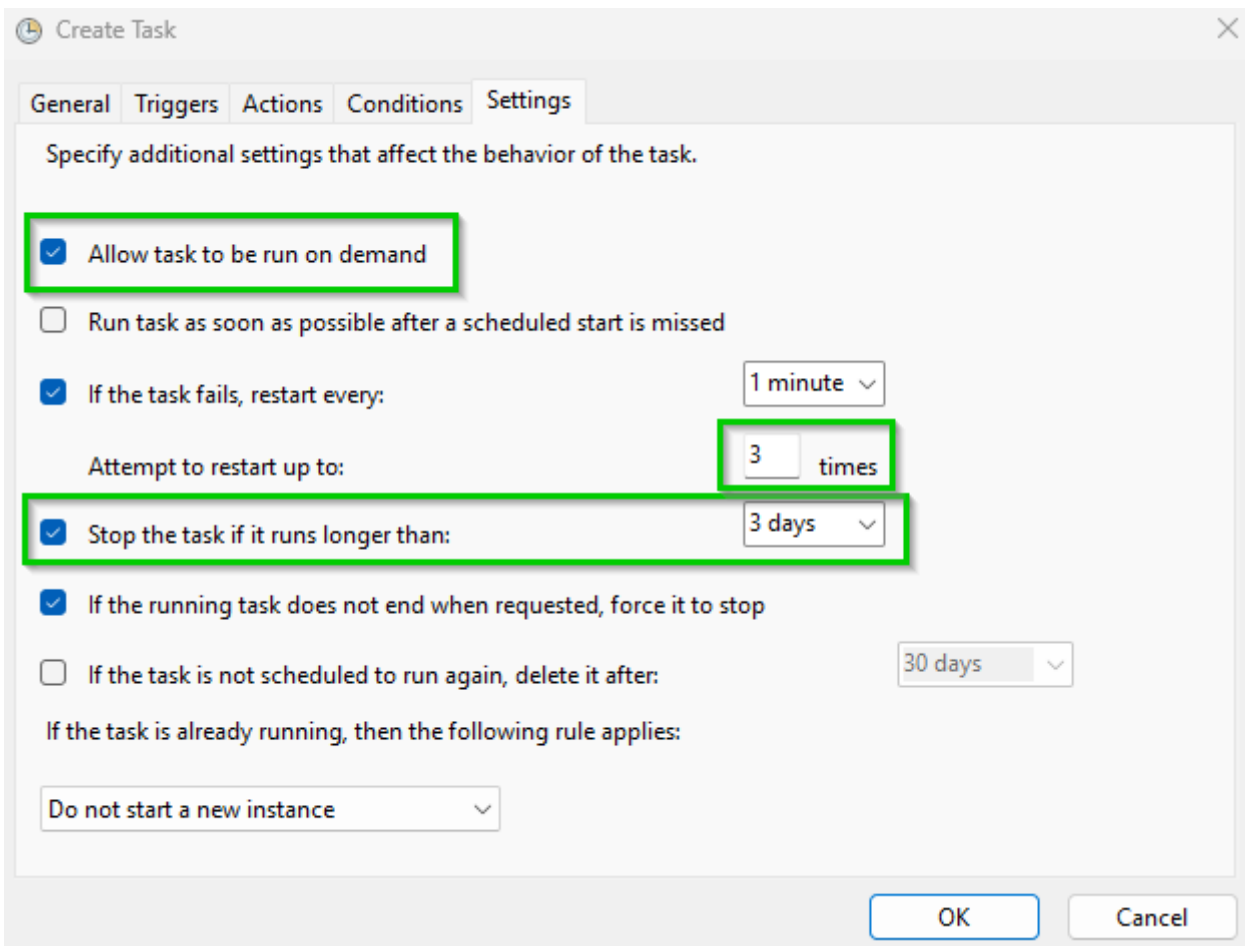 Create Task
General Triggers Actions Conditions Settings
Specify additional settings that affect the behavior of the task.
Allow task to be run on demand
Run task as soon as possible after a scheduled start is missed
If the task fails, restart every: 1 minute
Attempt to restart up to: 3 times
Stop the task if it runs longer than: 3 days
If the running task does not end when requested, force it to stop
If the task is not scheduled to run again, delete it after: 30 days
If the task is already running, then the following rule applies:
Do not start a new instance
OK Cancel